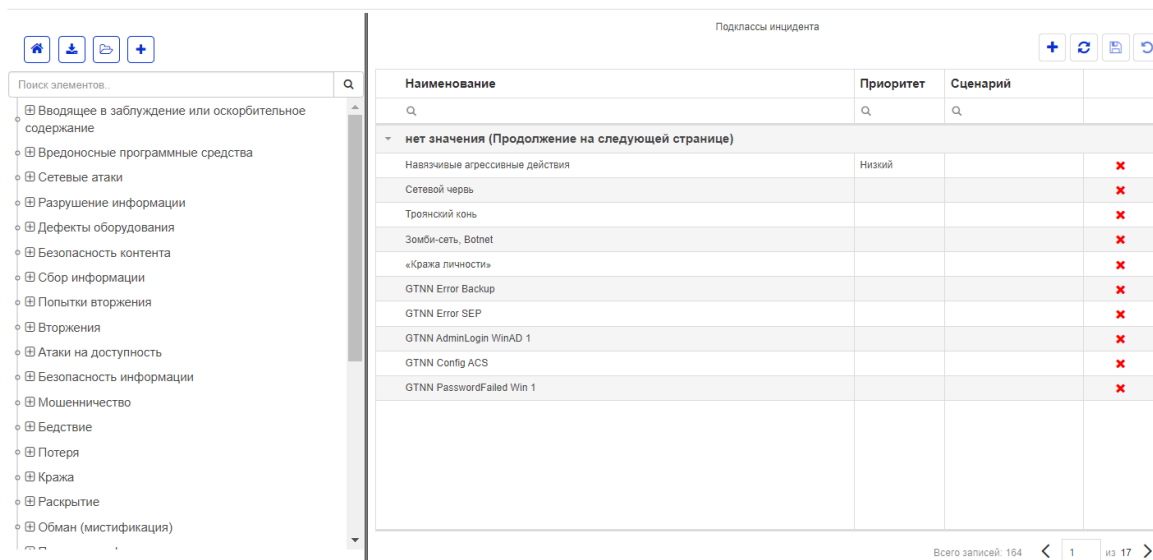 Поиск элементов..
Вводящее в заблуждение или оскорбительное
содержание
Вредоносные программные средства
Сетевые атаки
Разрушение информации
Дефекты оборудования
Безопасность контента
Сбор информации
Попытки вторжения
Вторжения
Атаки на доступность
Безопасность информации
Мошенничество
Бедствие
Потеря
Кража
Раскрытие
Обман (мистификация)
Подклассы инцидента
Наименование Приоритет Сценарий
нет значения (Продолжение на следующей странице)
Навязчивые агрессивные действия Низкий
Сетевой червь
Троянский конь
Зомби-сеть, Botnet
«Кража личности»
GTNN Error Backup
GTNN Error SEP
GTNN AdminLogin WinAD 1
GTNN Config ACS
GTNN PasswordFailed Win 1
Всего записей: 164 1 из 17